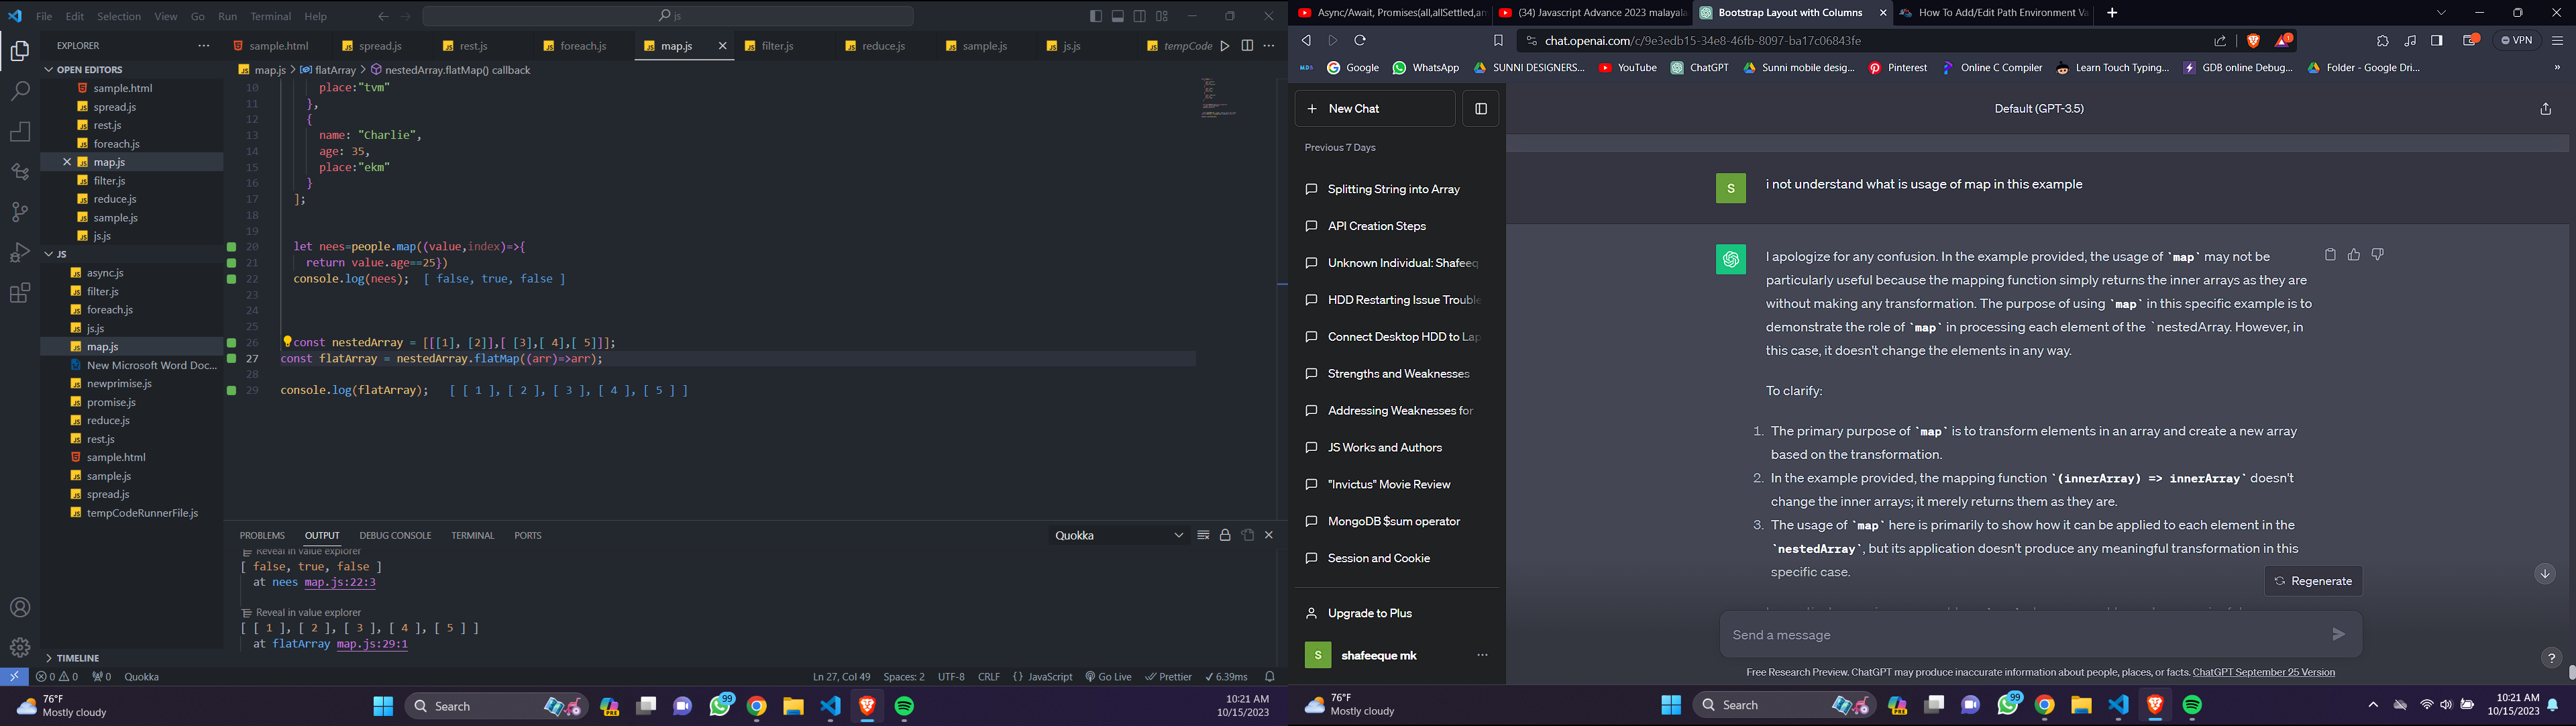 File Edit Selection View Go Run Terminal Help
js
EXPLORER
OPEN EDITORS
sample.html
spread.js
rest.js
foreach.js
map.js
filter.js
reduce.js
sample.js
js.js
JS
async.js
filter.js
foreach.js
js.js
map.js
New Microsoft Word Doc...
newprimise.js
promise.js
reduce.js
rest.js
sample.html
sample.js
spread.js
tempCodeRunnerFile.js
TIMELINE
sample.html spread.js rest.js foreach.js map.js filter.js reduce.js sample.js js.js tempCode
map.js > flatArray > nestedArray.flatMap() callback
10 place:"tvm"
11 },
12 {
13 name: "Charlie",
14 age: 35,
15 place:"ekm"
16 }
17 ];
18
19
20 let nees=people.map((value,index)=>{
21 return value.age==25})
22 console.log(nees); [ false, true, false ]
23
24
25
26 const nestedArray = [[[1], [2]],[ [3],[ 4],[ 5]]];
27 const flatArray = nestedArray.flatMap((arr)=>arr);
28
29 console.log(flatArray); [ [ 1 ], [ 2 ], [ 3 ], [ 4 ], [ 5 ] ]
PROBLEMS OUTPUT DEBUG CONSOLE TERMINAL PORTS
Quokka
Reveal in value explorer
[ false, true, false ]
at nees map.js:22:3
Reveal in value explorer
[ [ 1 ], [ 2 ], [ 3 ], [ 4 ], [ 5 ] ]
at flatArray map.js:29:1
0 0 0 Quokka
Ln 27, Col 49 Spaces: 2 UTF-8 CRLF {} JavaScript Go Live Prettier 6.39ms
76°F
Mostly cloudy
Search
99
10:21 AM
10/15/2023
Async/Await, Promises(all,allSettled,an
(34) Javascript Advance 2023 malayala
Bootstrap Layout with Columns
How To Add/Edit Path Environment Va
chat.openai.com/c/9e3edb15-34e8-46fb-8097-ba17c06843fe
1
VPN
Google WhatsApp SUNNI DESIGNERS... YouTube ChatGPT Sunni mobile desig... Pinterest Online C Compiler Learn Touch Typing... GDB online Debug... Folder - Google Dri...
New Chat
Previous 7 Days
Splitting String into Array
API Creation Steps
Unknown Individual: Shafeeq
HDD Restarting Issue Trouble
Connect Desktop HDD to Lap
Strengths and Weaknesses
Addressing Weaknesses for
JS Works and Authors
"Invictus" Movie Review
MongoDB $sum operator
Session and Cookie
Upgrade to Plus
S shafeeque mk
Default (GPT-3.5)
S
i not understand what is usage of map in this example
I apologize for any confusion. In the example provided, the usage of `map` may not be
particularly useful because the mapping function simply returns the inner arrays as they are
without making any transformation. The purpose of using `map` in this specific example is to
demonstrate the role of `map` in processing each element of the `nestedArray. However, in
this case, it doesn't change the elements in any way.
To clarify:
1. The primary purpose of `map` is to transform elements in an array and create a new array
based on the transformation.
2. In the example provided, the mapping function `(innerArray) => innerArray` doesn't
change the inner arrays; it merely returns them as they are.
3. The usage of `map` here is primarily to show how it can be applied to each element in the
`nestedArray`, but its application doesn't produce any meaningful transformation in this
specific case.
Regenerate
Send a message
Free Research Preview. ChatGPT may produce inaccurate information about people, places, or facts. ChatGPT September 25 Version
?
76°F
Mostly cloudy
Search
99
10:21 AM
10/15/2023